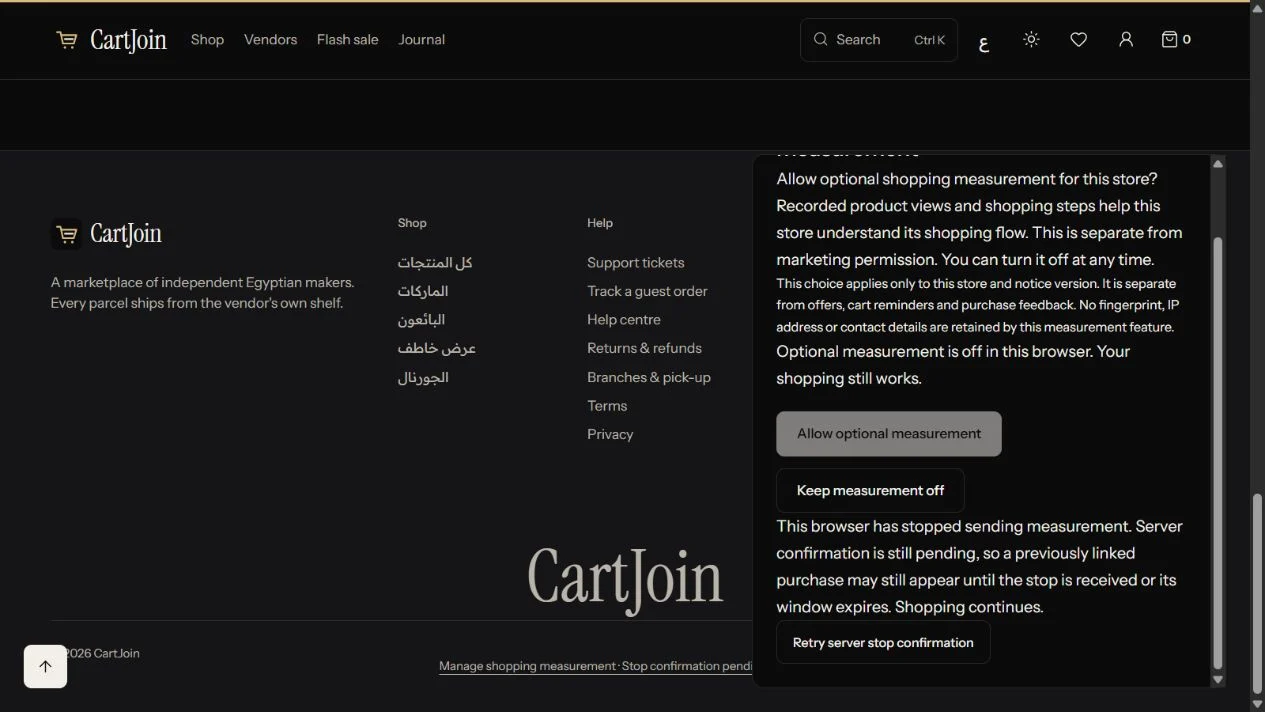 CartJoin
Shop
Vendors
Flash sale
Journal
Search
Ctrl K
ع
0
CartJoin
A marketplace of independent Egyptian makers.
Every parcel ships from the vendor's own shelf.
Shop
كل المنتجات
الماركات
البائعون
عرض خاطف
الجورنال
Help
Support tickets
Track a guest order
Help centre
Returns & refunds
Branches & pick-up
Terms
Privacy
CartJoin
2026 CartJoin
Manage shopping measurement · Stop confirmation pendi
measurement
Allow optional shopping measurement for this store?
Recorded product views and shopping steps help this
store understand its shopping flow. This is separate from
marketing permission. You can turn it off at any time.
This choice applies only to this store and notice version. It is separate
from offers, cart reminders and purchase feedback. No fingerprint, IP
address or contact details are retained by this measurement feature.
Optional measurement is off in this browser. Your
shopping still works.
Allow optional measurement
Keep measurement off
This browser has stopped sending measurement. Server
confirmation is still pending, so a previously linked
purchase may still appear until the stop is received or its
window expires. Shopping continues.
Retry server stop confirmation